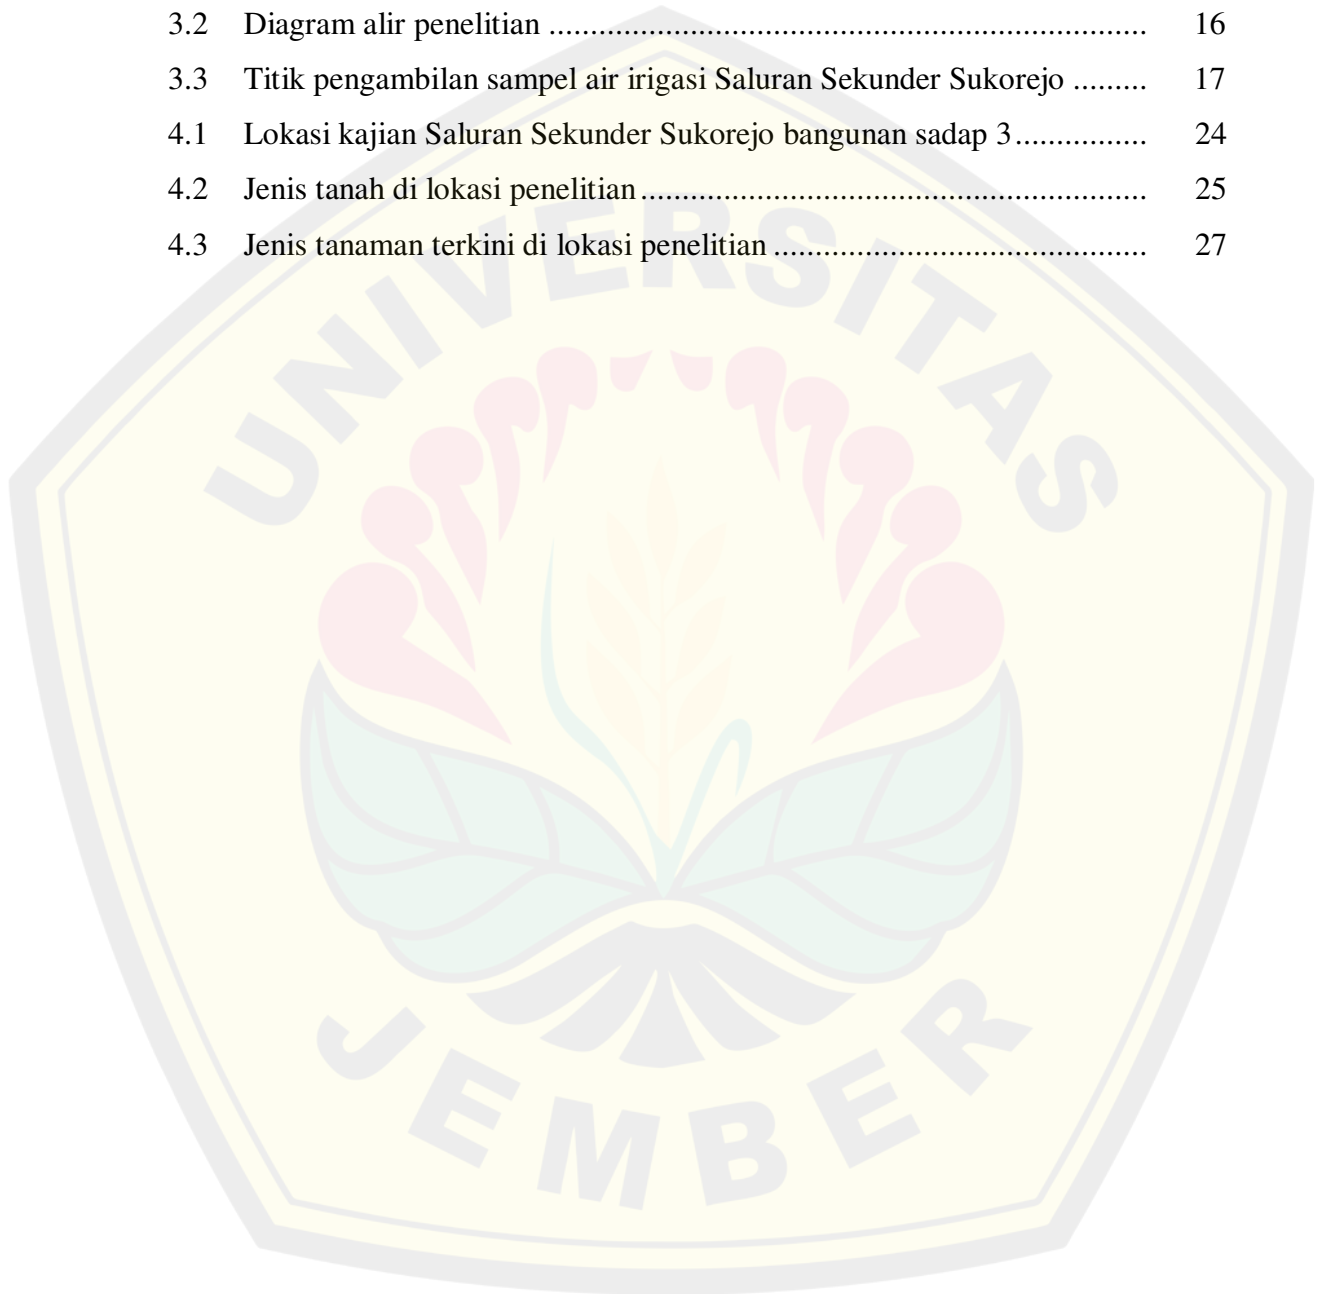 3.2 Diagram alir penelitian ........................................................................ 16
3.3 Titik pengambilan sampel air irigasi Saluran Sekunder Sukorejo ......... 17
4.1 Lokasi kajian Saluran Sekunder Sukorejo bangunan sadap 3................ 24
4.2 Jenis tanah di lokasi penelitian............................................................. 25
4.3 Jenis tanaman terkini di lokasi penelitian ............................................. 27
UNIVERSITAS
JEMBER